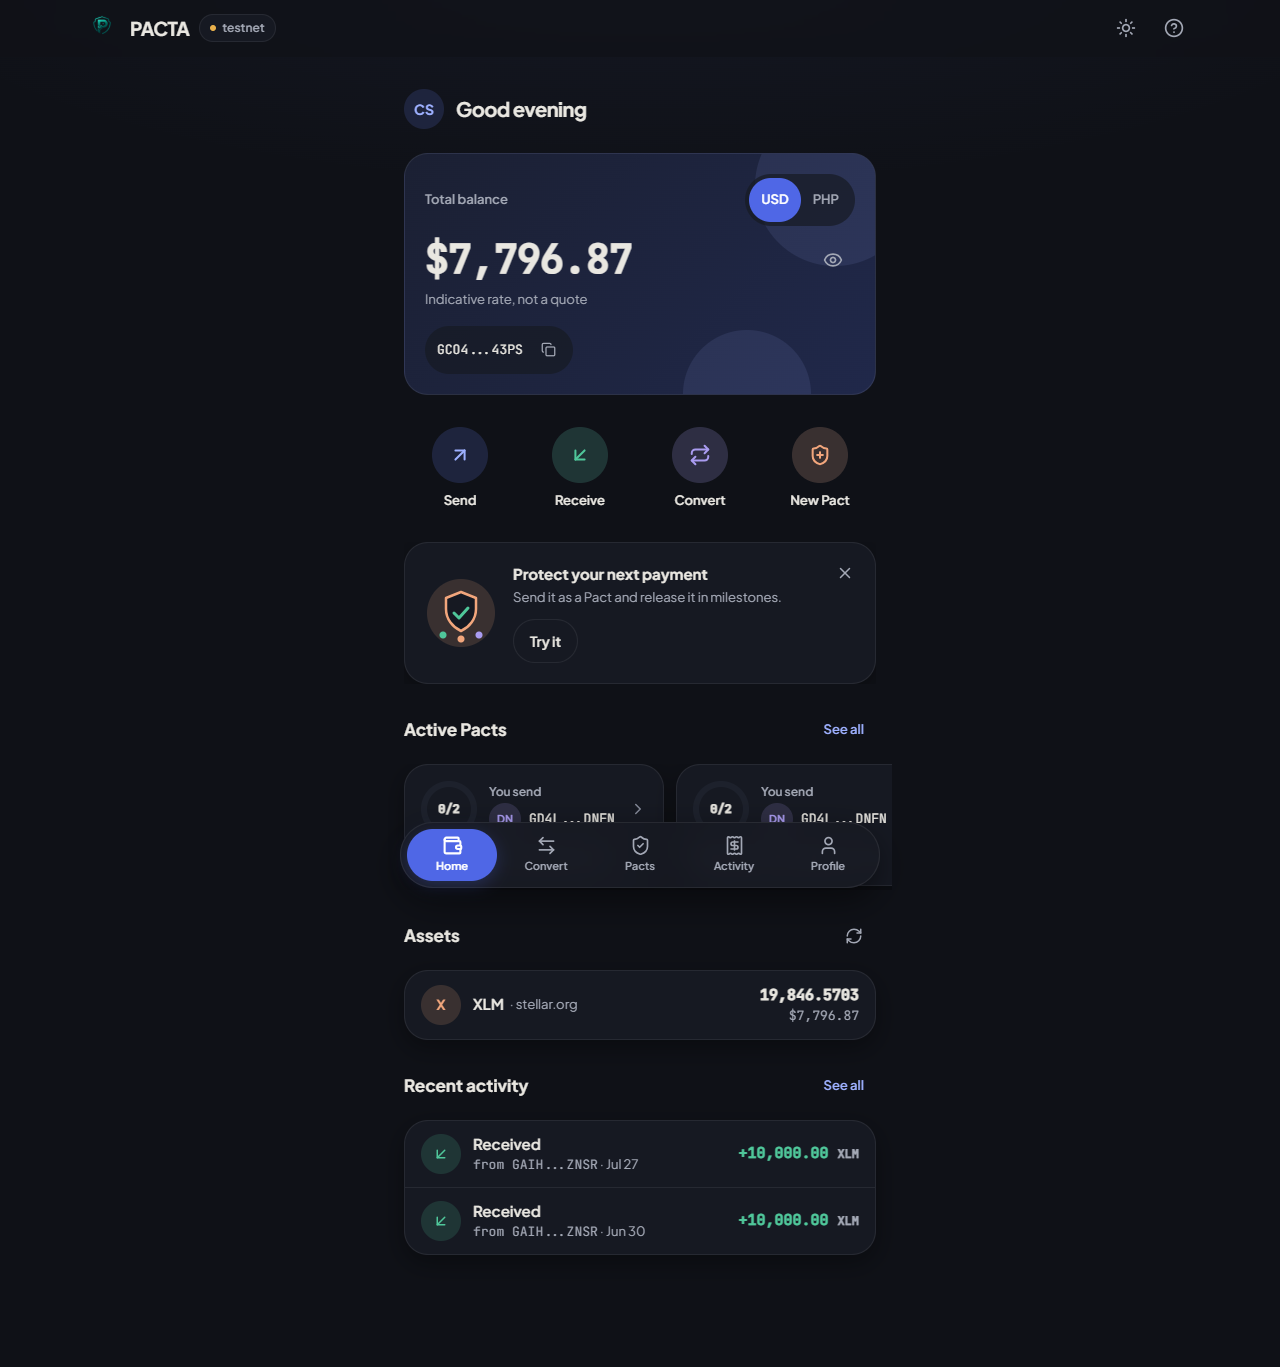 PACTA
testnet
CS
Good evening
Total balance
USD
PHP
$7,796.87
Indicative rate, not a quote
GCO4...43PS
Send
Receive
Convert
New Pact
Protect your next payment
Send it as a Pact and release it in milestones.
Try it
Active Pacts
See all
0/2
You send
DN
GD4L...DNFN
0/2
You send
DN
GD4L...DNFN
Home
Convert
Pacts
Activity
Profile
Assets
X
XLM · stellar.org
19,846.5703
$7,796.87
Recent activity
See all
Received
from GAIH...ZNSR · Jul 27
+10,000.00 XLM
Received
from GAIH...ZNSR · Jun 30
+10,000.00 XLM